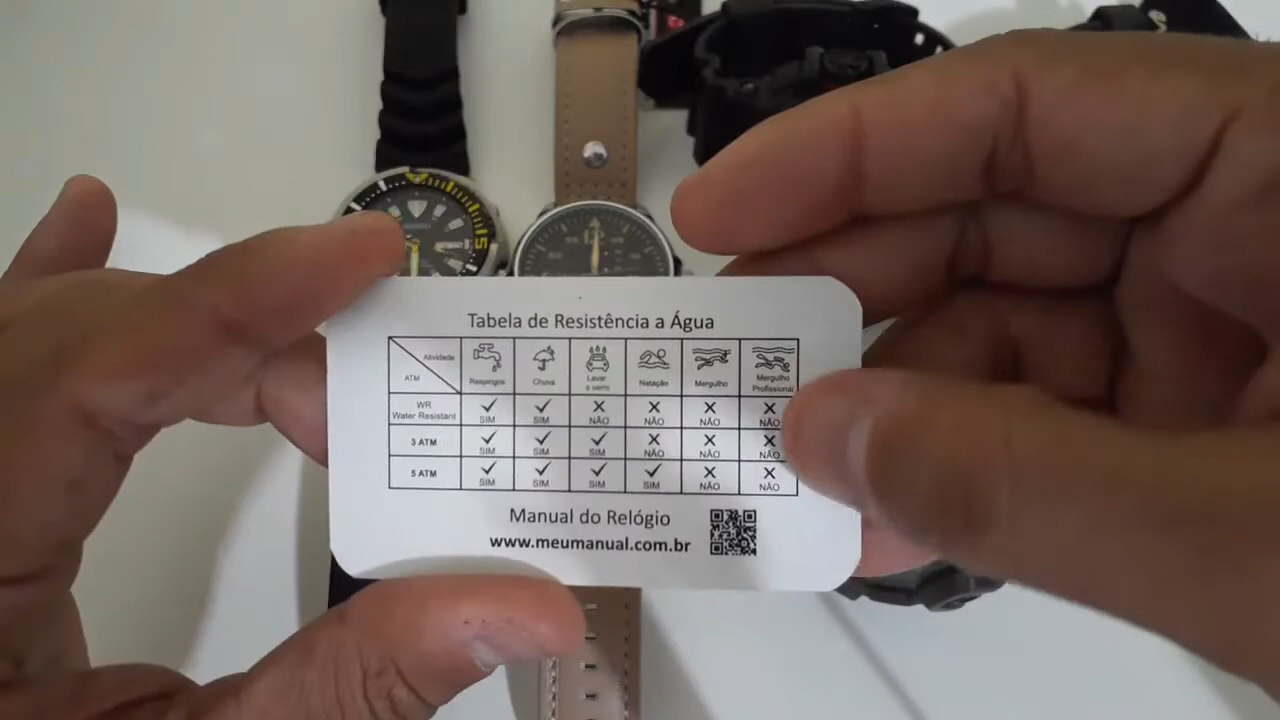 Tabela de Resistência a Água
Atividade
ATM
Respingos
Chuva
Lavar
o carro
Natação
Mergulho
Mergulho
Profissional
WR
Water Resistant
SIM
SIM
NÃO
NÃO
NÃO
NÃO
3 ATM
SIM
SIM
SIM
NÃO
NÃO
NÃO
5 ATM
SIM
SIM
SIM
SIM
NÃO
NÃO
Manual do Relógio
www.meumanual.com.br
5